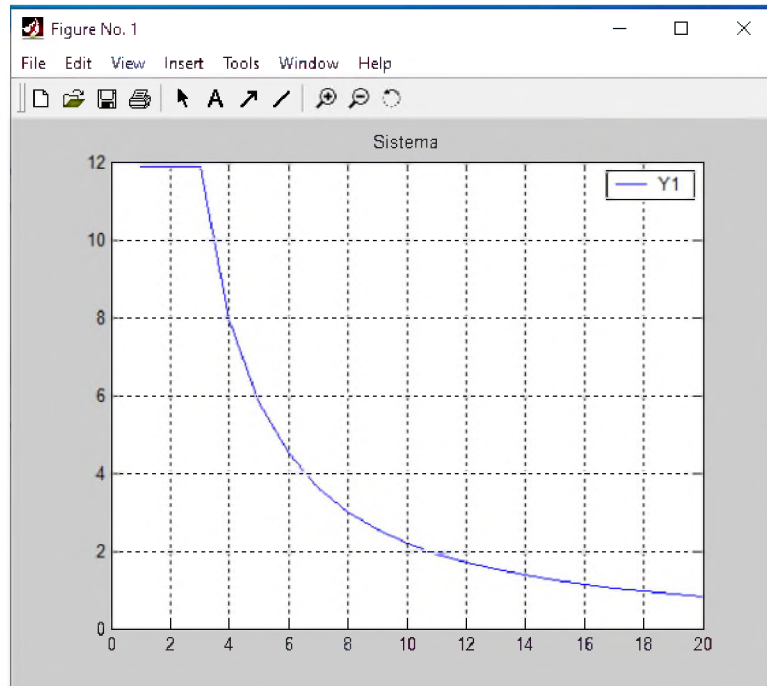 Figure No. 1
File Edit View Insert Tools Window Help
A
Sistema
Y1
12
10
8
6
4
2
0
0 2 4 6 8 10 12 14 16 18 20